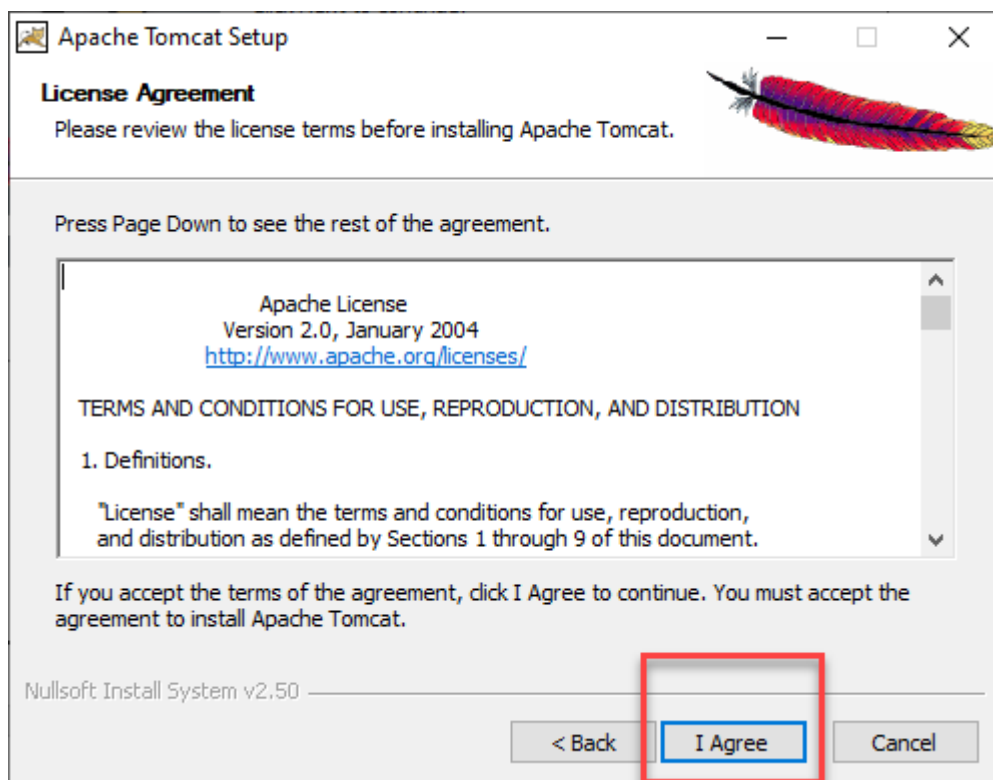 Apache Tomcat Setup
License Agreement
Please review the license terms before installing Apache Tomcat.
Press Page Down to see the rest of the agreement.
Apache License
Version 2.0, January 2004
http://www.apache.org/licenses/
TERMS AND CONDITIONS FOR USE, REPRODUCTION, AND DISTRIBUTION
1. Definitions.
"License" shall mean the terms and conditions for use, reproduction,
and distribution as defined by Sections 1 through 9 of this document.
If you accept the terms of the agreement, click I Agree to continue. You must accept the
agreement to install Apache Tomcat.
Nullsoft Install System v2.50
< Back I Agree Cancel